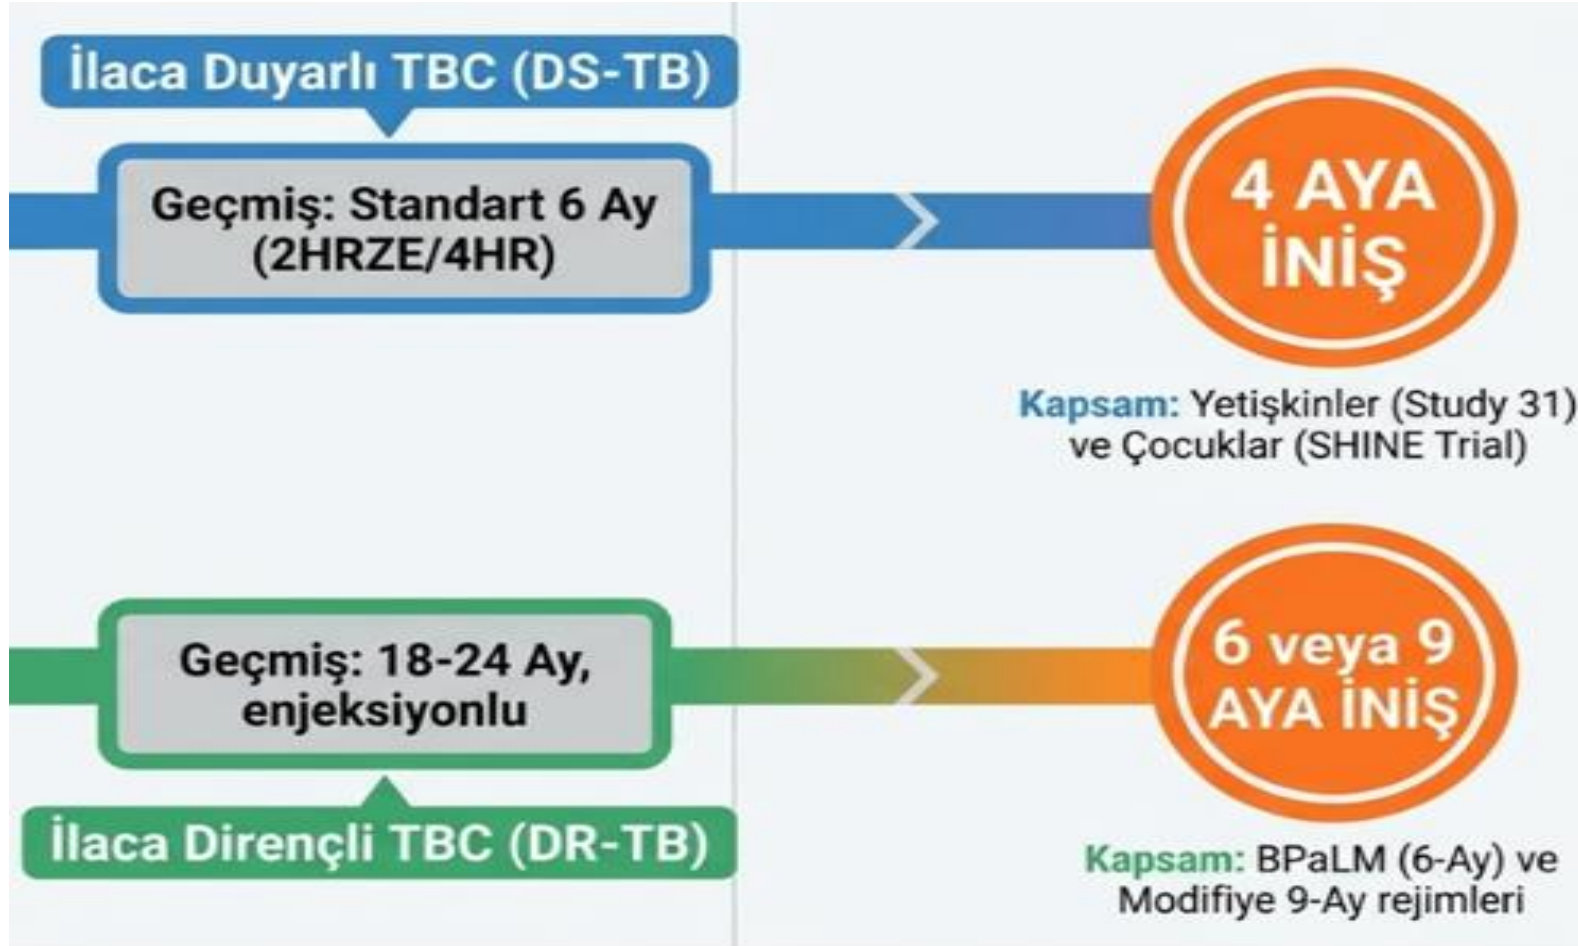 İlaca Duyarlı TBC (DS-TB)
Geçmiş: Standart 6 Ay
(2HRZE/4HR)
4 AYA
İNİŞ
Kapsam: Yetişkinler (Study 31)
ve Çocuklar (SHINE Trial)
Geçmiş: 18-24 Ay,
enjeksiyonlu
İlaca Dirençli TBC (DR-TB)
6 veya 9
AYA İNİŞ
Kapsam: BPaLM (6-Ay) ve
Modifiye 9-Ay rejimleri